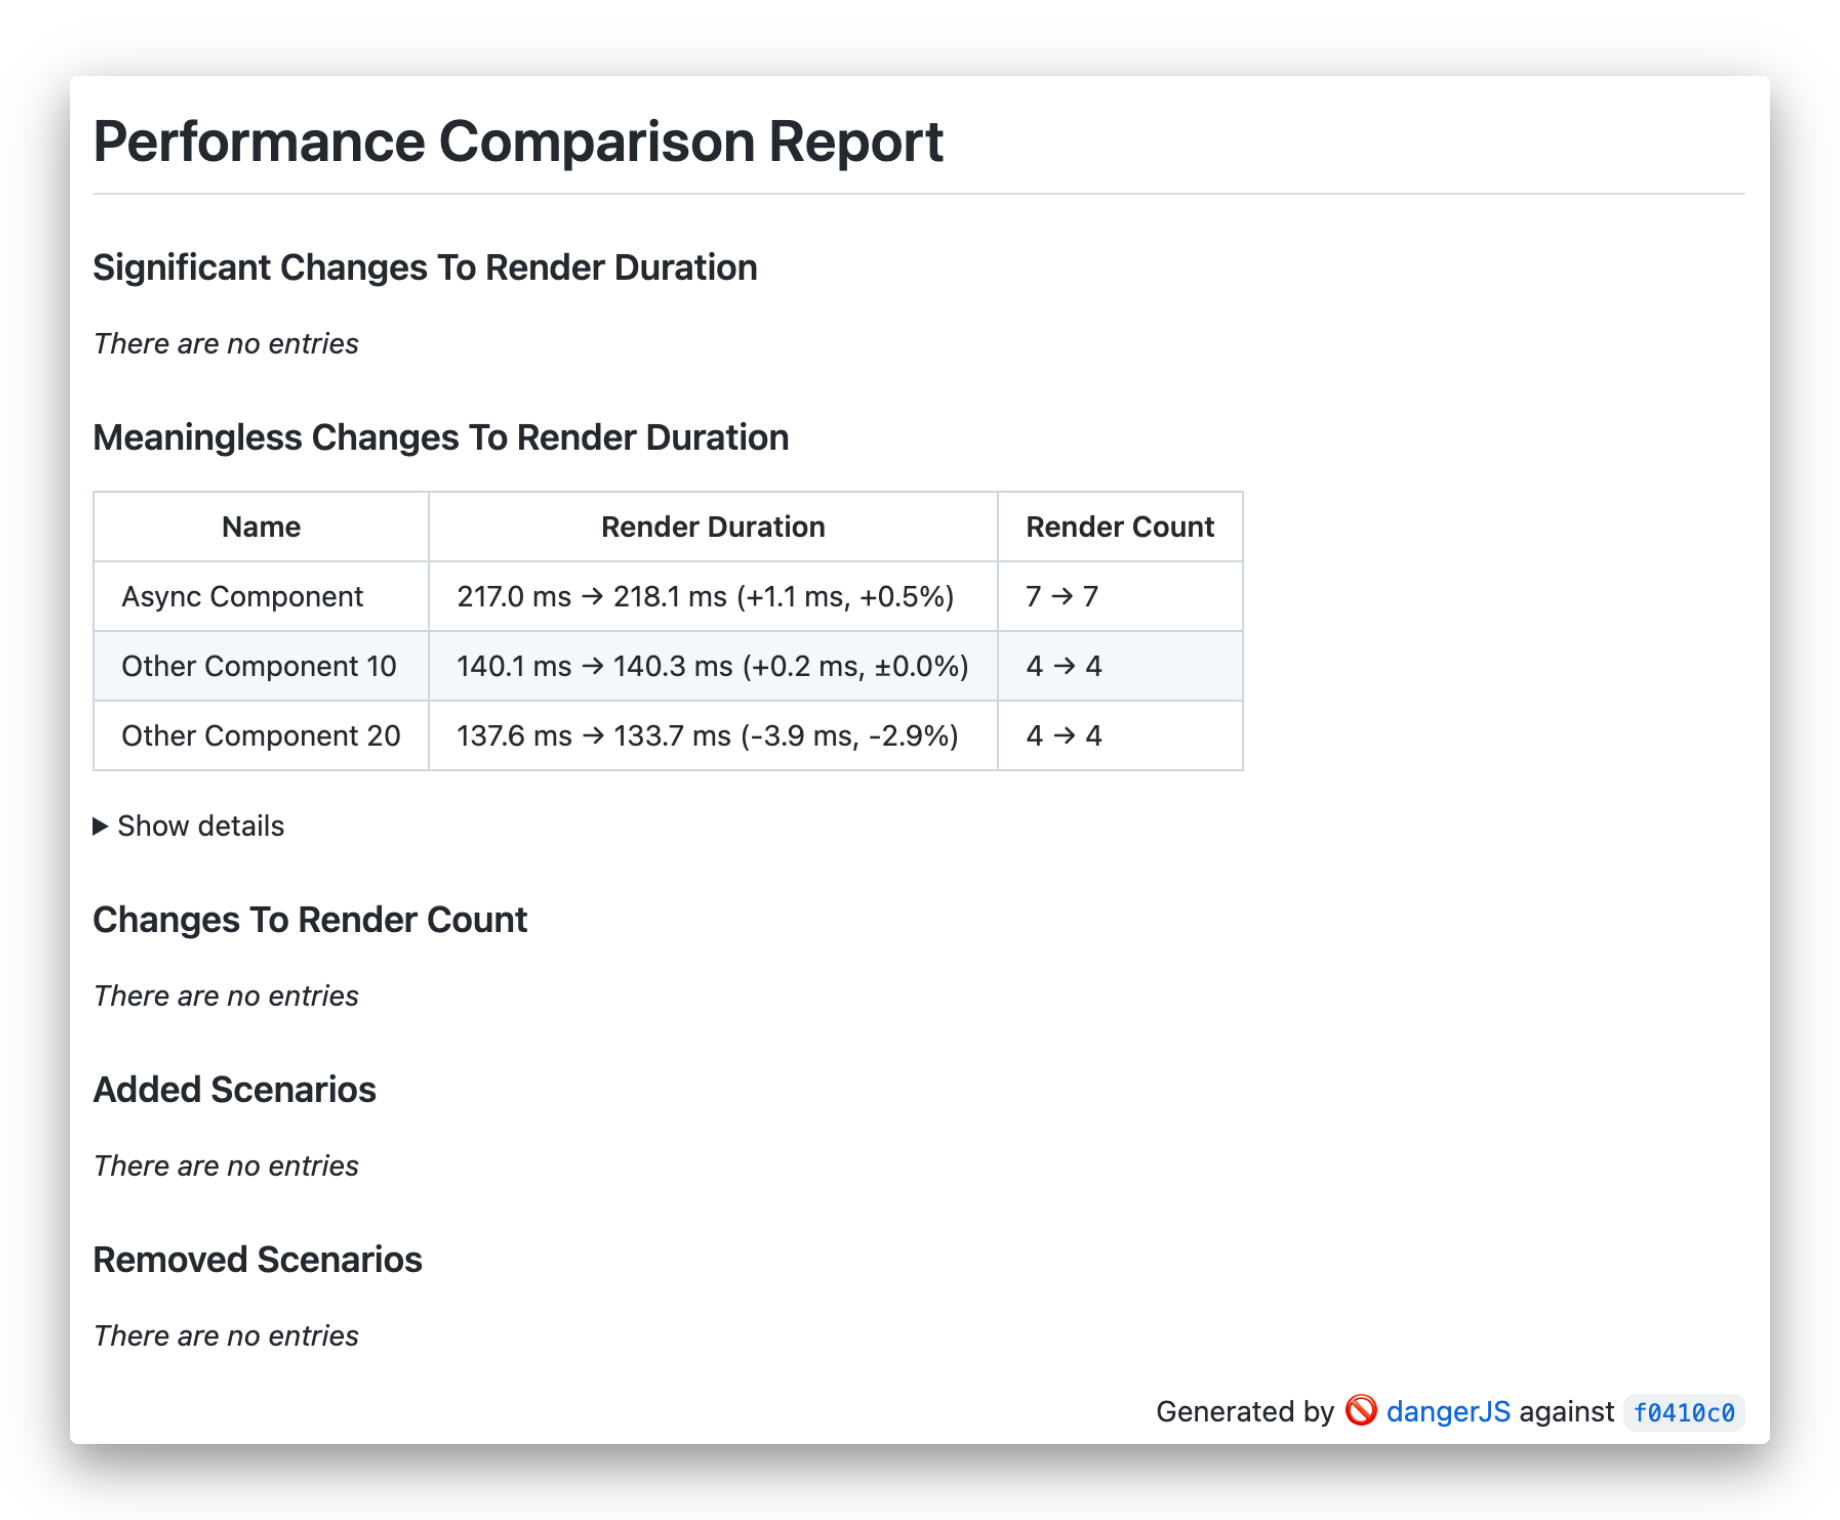 Performance Comparison Report
Significant Changes To Render Duration
There are no entries
Meaningless Changes To Render Duration
Name Render Duration Render Count
Async Component 217.0 ms → 218.1 ms (+1.1 ms, +0.5%) 7 → 7
Other Component 10 140.1 ms → 140.3 ms (+0.2 ms, ±0.0%) 4 → 4
Other Component 20 137.6 ms → 133.7 ms (-3.9 ms, -2.9%) 4 → 4
▶ Show details
Changes To Render Count
There are no entries
Added Scenarios
There are no entries
Removed Scenarios
There are no entries
Generated by 🚫 dangerJS against f0410c0